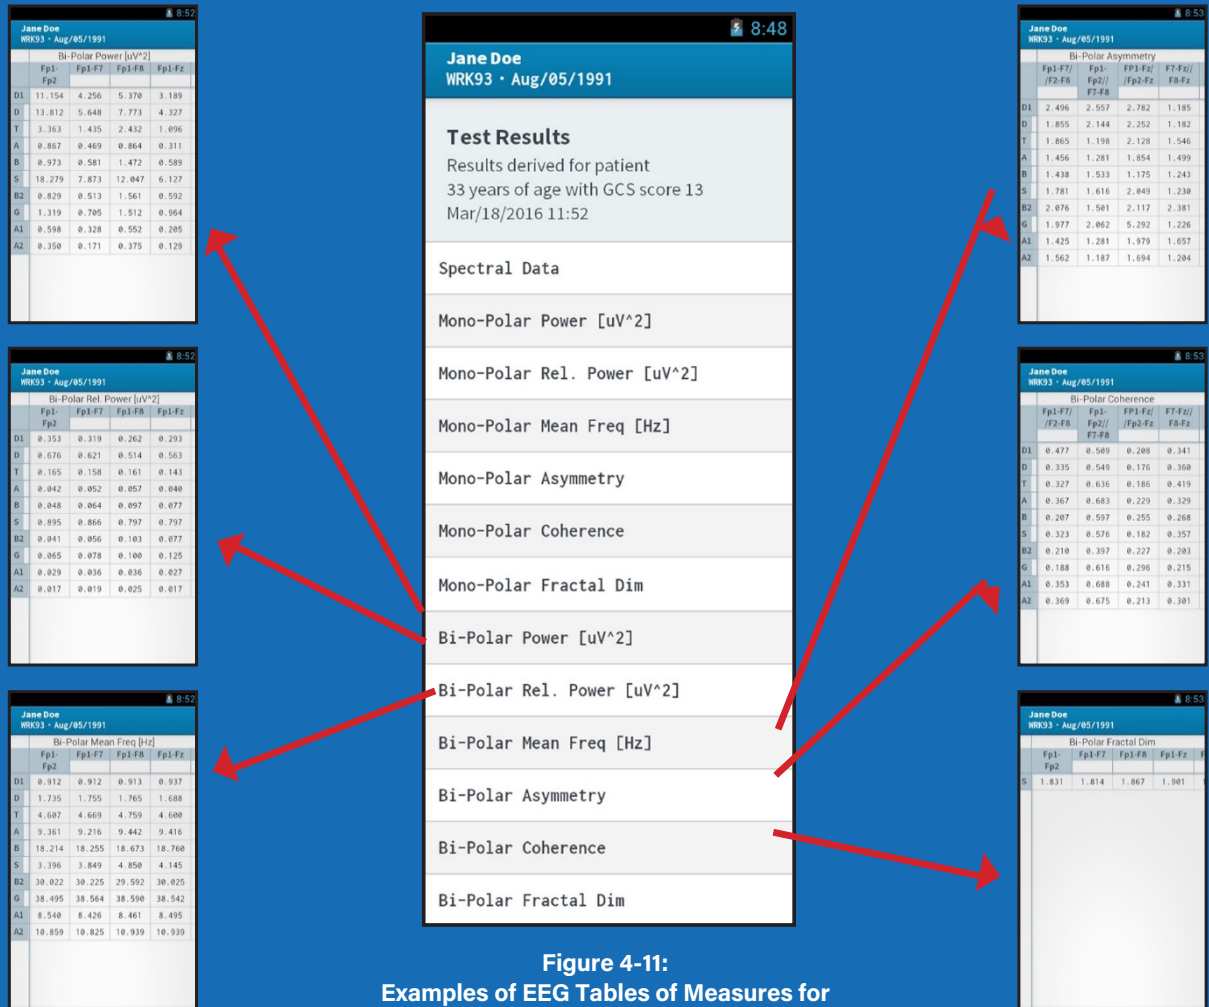 8:52
Jane Doe
WRK93 · Aug/05/1991
Bi-Polar Power [uV^2]
Fp1-Fp2 Fp1-F7 Fp1-F8 Fp1-Fz
D1 11.154 4.256 5.370 3.189
D 13.812 5.648 7.773 4.327
T 3.363 1.435 2.432 1.096
A 0.867 0.469 0.864 0.311
B 0.973 0.581 1.472 0.589
S 18.279 7.873 12.047 6.127
B2 0.829 0.513 1.561 0.592
G 1.319 0.705 1.512 0.964
A1 0.598 0.328 0.552 0.205
A2 0.350 0.171 0.375 0.129
8:52
Jane Doe
WRK93 · Aug/05/1991
Bi-Polar Rel. Power [uV^2]
Fp1-Fp2 Fp1-F7 Fp1-F8 Fp1-Fz
D1 0.353 0.319 0.262 0.293
D 0.676 0.621 0.514 0.563
T 0.165 0.158 0.161 0.143
A 0.042 0.052 0.057 0.040
B 0.048 0.064 0.097 0.077
S 0.895 0.866 0.797 0.797
B2 0.041 0.056 0.103 0.077
G 0.065 0.078 0.100 0.125
A1 0.029 0.036 0.036 0.027
A2 0.017 0.019 0.025 0.017
8:52
Jane Doe
WRK93 · Aug/05/1991
Bi-Polar Mean Freq [Hz]
Fp1-Fp2 Fp1-F7 Fp1-F8 Fp1-Fz
D1 0.912 0.912 0.913 0.937
D 1.735 1.755 1.765 1.688
T 4.607 4.669 4.759 4.600
A 9.361 9.216 9.442 9.416
B 18.214 18.255 18.673 18.760
S 3.396 3.849 4.850 4.145
B2 30.022 30.225 29.592 30.025
G 38.495 38.564 38.590 38.542
A1 8.540 8.426 8.461 8.495
A2 10.859 10.825 10.939 10.939
8:48
Jane Doe
WRK93 · Aug/05/1991
Test Results
Results derived for patient
33 years of age with GCS score 13
Mar/18/2016 11:52
Spectral Data
Mono-Polar Power [uV^2]
Mono-Polar Rel. Power [uV^2]
Mono-Polar Mean Freq [Hz]
Mono-Polar Asymmetry
Mono-Polar Coherence
Mono-Polar Fractal Dim
Bi-Polar Power [uV^2]
Bi-Polar Rel. Power [uV^2]
Bi-Polar Mean Freq [Hz]
Bi-Polar Asymmetry
Bi-Polar Coherence
Bi-Polar Fractal Dim
8:53
Jane Doe
WRK93 · Aug/05/1991
Bi-Polar Asymmetry
Fp1-F7/ Fp1- FP1-Fz/ F7-Fz//
/F2-F8 Fp2// /Fp2-Fz F8-Fz
F7-F8
D1 2.496 2.557 2.782 1.185
D 1.855 2.144 2.252 1.182
T 1.865 1.198 2.128 1.546
A 1.456 1.281 1.854 1.499
B 1.438 1.533 1.175 1.243
S 1.781 1.616 2.049 1.230
B2 2.076 1.501 2.117 2.381
G 1.977 2.062 5.292 1.226
A1 1.425 1.281 1.979 1.657
A2 1.562 1.187 1.694 1.204
8:53
Jane Doe
WRK93 · Aug/05/1991
Bi-Polar Coherence
Fp1-F7/ Fp1- FP1-Fz/ F7-Fz//
/F2-F8 Fp2// /Fp2-Fz F8-Fz
F7-F8
D1 0.477 0.509 0.208 0.341
D 0.335 0.549 0.176 0.360
T 0.327 0.636 0.186 0.419
A 0.367 0.683 0.229 0.329
B 0.207 0.597 0.255 0.268
S 0.323 0.576 0.182 0.357
B2 0.210 0.397 0.227 0.203
G 0.188 0.616 0.296 0.215
A1 0.353 0.688 0.241 0.331
A2 0.369 0.675 0.213 0.301
8:53
Jane Doe
WRK93 · Aug/05/1991
Bi-Polar Fractal Dim
Fp1-Fp2 Fp1-F7 Fp1-F8 Fp1-Fz
S 1.831 1.814 1.867 1.901
Figure 4-11:
Examples of EEG Tables of Measures for